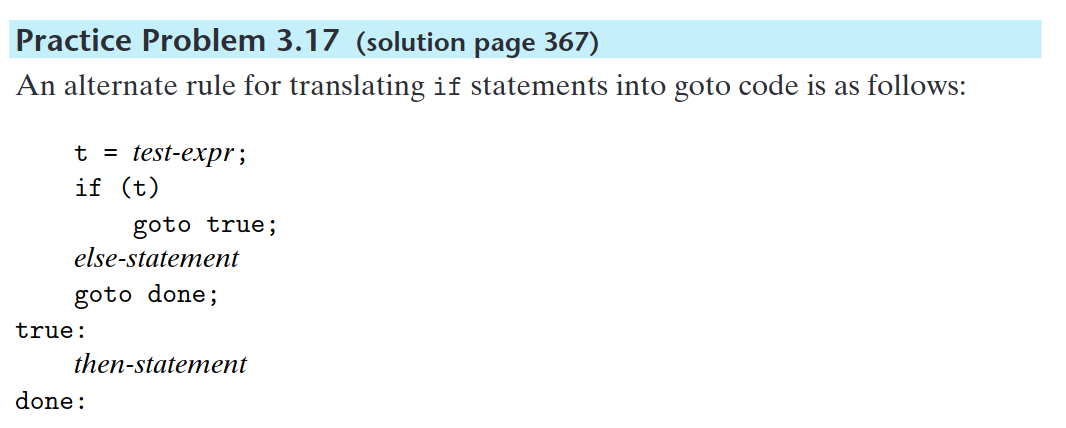 Practice Problem 3.17 (solution page 367)
An alternate rule for translating if statements into goto code is as follows:
t = test-expr;
if (t)
goto true;
else-statement
goto done;
true:
then-statement
done: